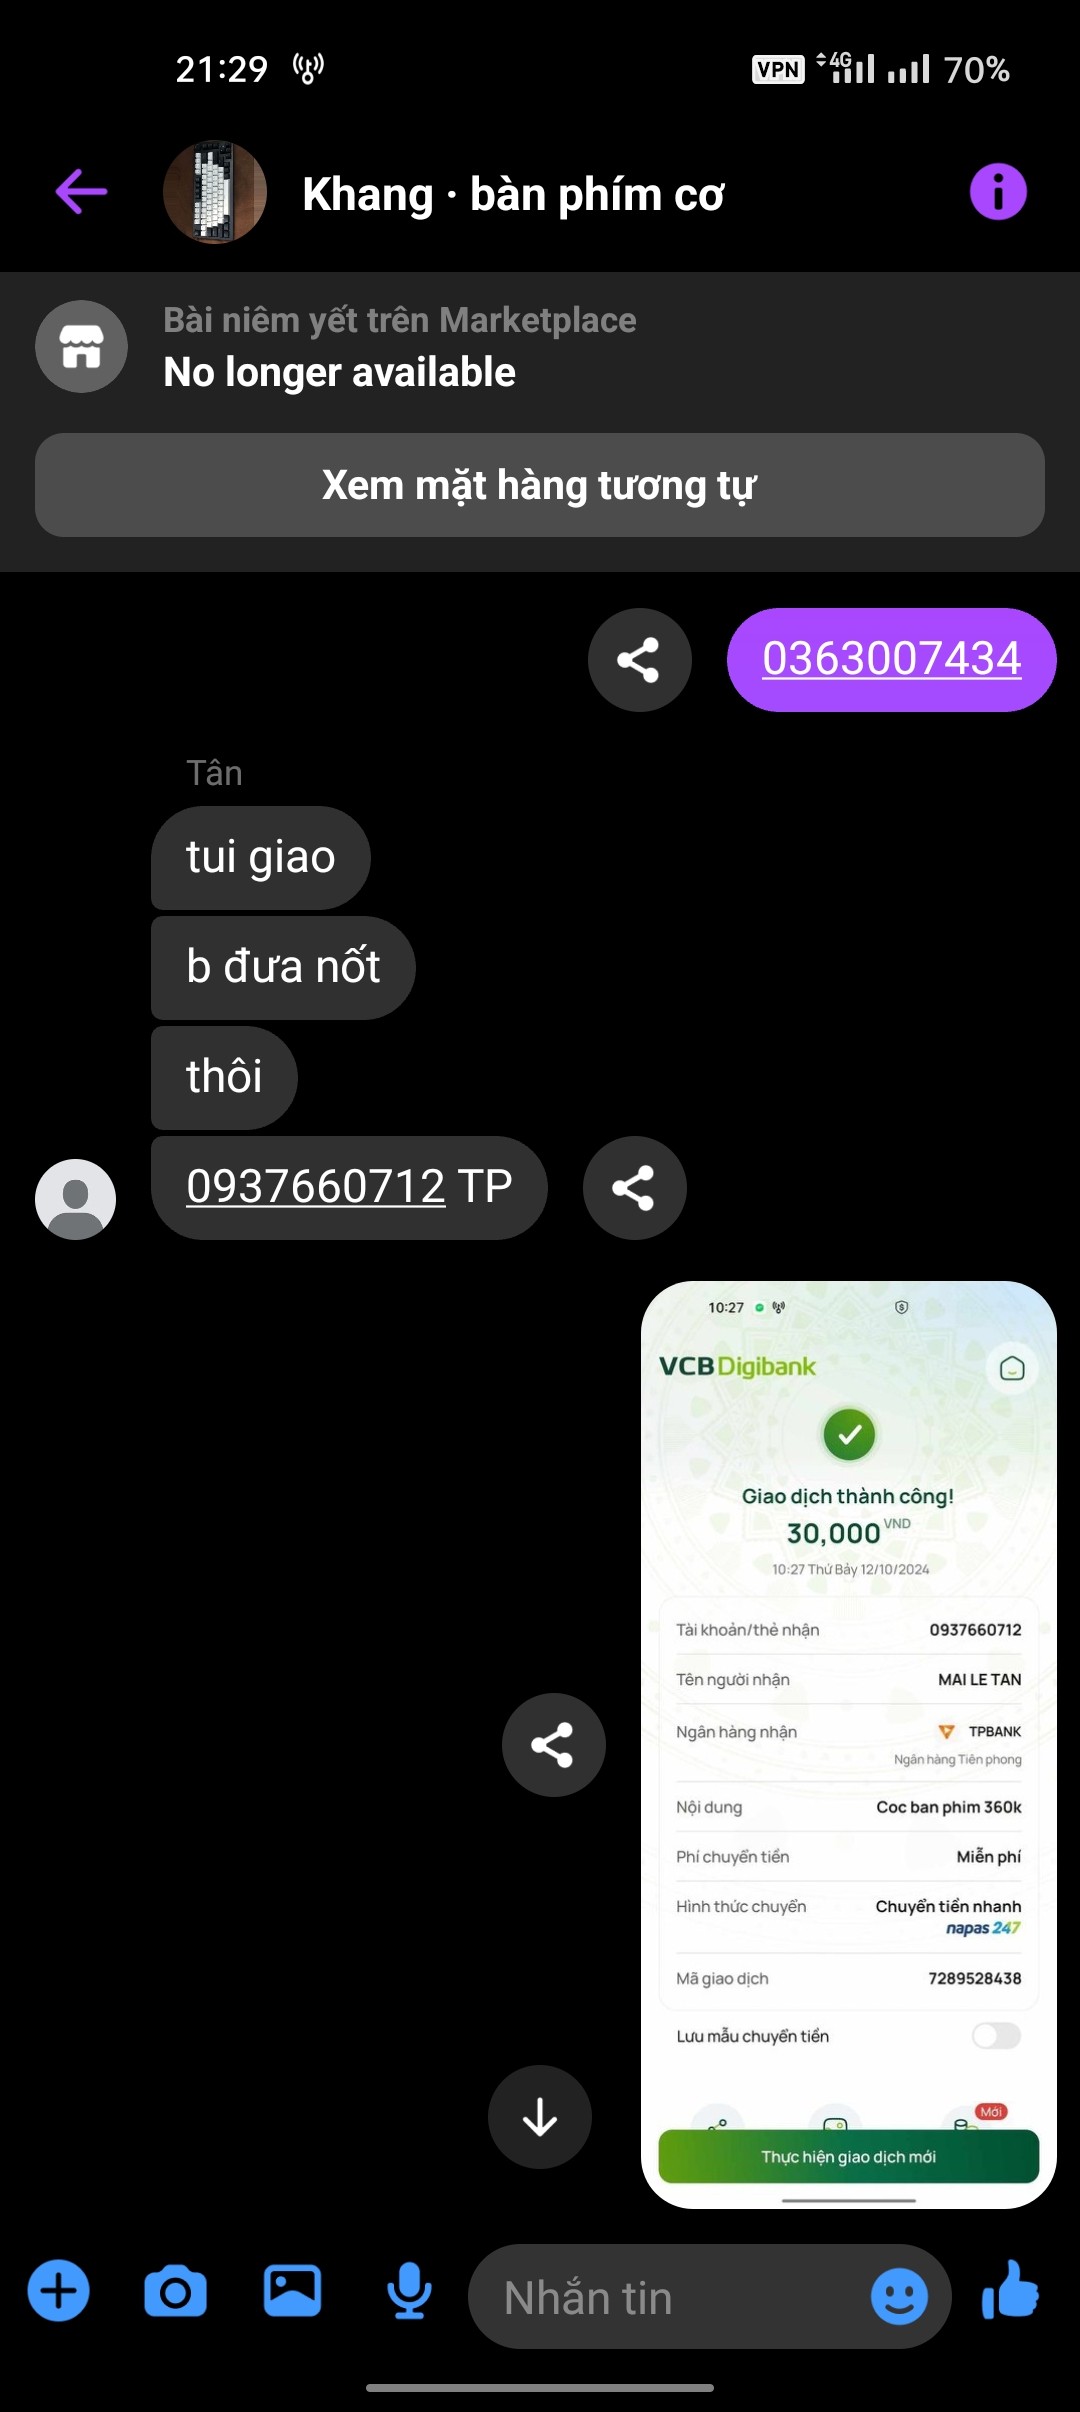 21:29
VPN 4G 70%
Khang · bàn phím cơ
Bài niêm yết trên Marketplace
No longer available
Xem mặt hàng tương tự
0363007434
Tân
tui giao
b đưa nốt
thôi
0937660712 TP
10:27
VCB Digibank
Giao dịch thành công!
30,000 VND
10:27 Thứ Bảy 12/10/2024
Tài khoản/thẻ nhận 0937660712
Tên người nhận MAI LE TAN
Ngân hàng nhận TPBANK
Ngân hàng Tiên phong
Nội dung Coc ban phim 360k
Phí chuyển tiền Miễn phí
Hình thức chuyển Chuyển tiền nhanh
napas 247
Mã giao dịch 7289528438
Lưu mẫu chuyển tiền
Mới
Thực hiện giao dịch mới
Nhắn tin